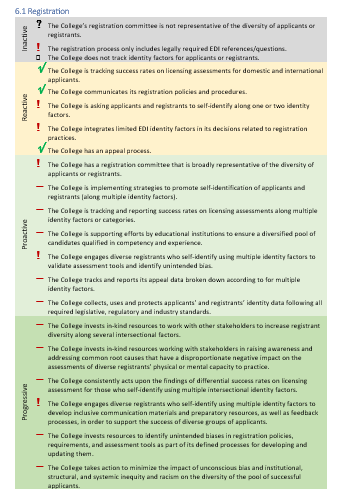 6.1 Registration
Inactive
? The College's registration committee is not representative of the diversity of applicants or
registrants.
! The registration process only includes legally required EDI references/questions.
□ The College does not track identity factors for applicants or registrants.
Reactive
√ The College is tracking success rates on licensing assessments for domestic and international
applicants.
√ The College communicates its registration policies and procedures.
! The College is asking applicants and registrants to self-identify along one or two identity
factors.
! The College integrates limited EDI identity factors in its decisions related to registration
practices.
√ The College has an appeal process.
Proactive
! The College has a registration committee that is broadly representative of the diversity of
applicants or registrants.
— The College is implementing strategies to promote self-identification of applicants and
registrants (along multiple identity factors).
— The College is tracking and reporting success rates on licensing assessments along multiple
identity factors or categories.
— The College is supporting efforts by educational institutions to ensure a diversified pool of
candidates qualified in competency and experience.
! The College engages diverse registrants who self-identify using multiple identity factors to
validate assessment tools and identify unintended bias.
— The College tracks and reports its appeal data broken down according to for multiple
identity factors.
— The College collects, uses and protects applicants' and registrants' identity data following all
required legislative, regulatory and industry standards.
Progressive
— The College invests in-kind resources to work with other stakeholders to increase registrant
diversity along several intersectional factors.
— The College invests in-kind resources working with stakeholders in raising awareness and
addressing common root causes that have a disproportionate negative impact on the
assessments of diverse registrants' physical or mental capacity to practice.
— The College consistently acts upon the findings of differential success rates on licensing
assessment for those who self-identify using multiple intersectional identity factors.
! The College engages diverse registrants who self-identify using multiple identity factors to
develop inclusive communication materials and preparatory resources, as well as feedback
processes, in order to support the success of diverse groups of applicants.
— The College invests resources to identify unintended biases in registration policies,
requirements, and assessment tools as part of its defined processes for developing and
updating them.
— The College takes action to minimize the impact of unconscious bias and institutional,
structural, and systemic inequity and racism on the diversity of the pool of successful
applicants.